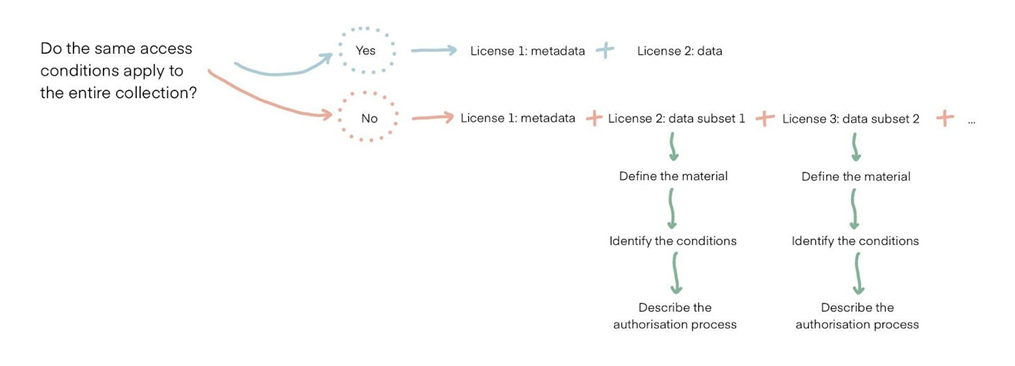 Do the same access
conditions apply to
the entire collection?
Yes
License 1: metadata + License 2: data
No
License 1: metadata + License 2: data subset 1 + License 3: data subset 2 + ...
Define the material
Define the material
Identify the conditions
Identify the conditions
Describe the
authorisation process
Describe the
authorisation process